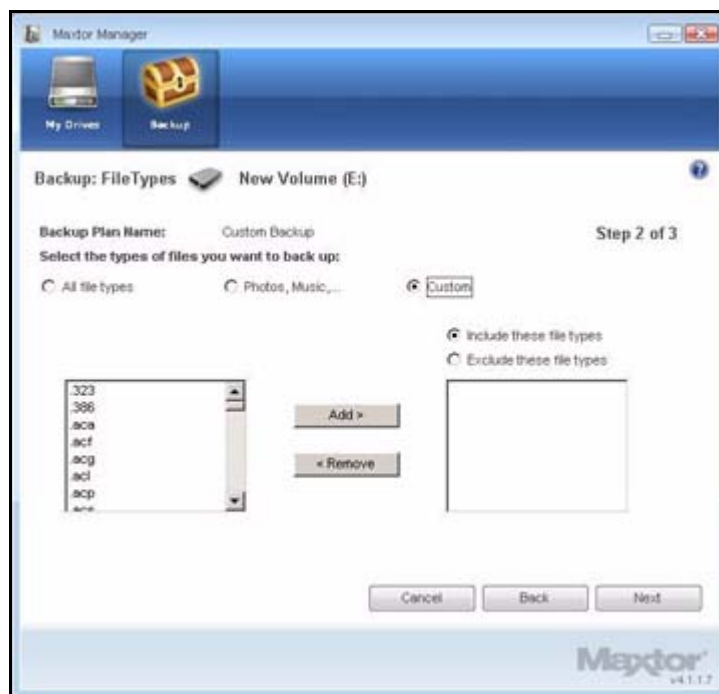 Maxtor Manager
My Drives
Backup
Backup: FileTypes
New Volume (E:)
Backup Plan Name:
Custom Backup
Step 2 of 3
Select the types of files you want to back up:
All file types
Photos, Music,...
Custom
Include these file types
Exclude these file types
.323
.386
.aca
.acf
.acg
.acl
.acp
.acs
Add >
< Remove
Cancel
Back
Next
Maxtor
v4.1.1.7